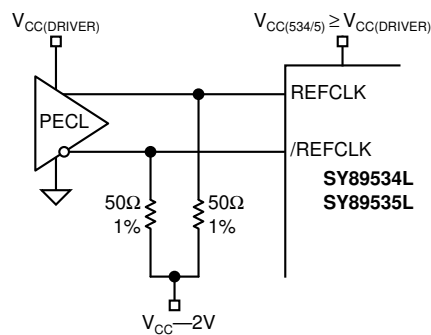 VCC(DRIVER)
VCC(534/5) ≥ VCC(DRIVER)
REFCLK
PECL
/REFCLK
SY89534L
SY89535L
50Ω
1%
50Ω
1%
VCC—2V